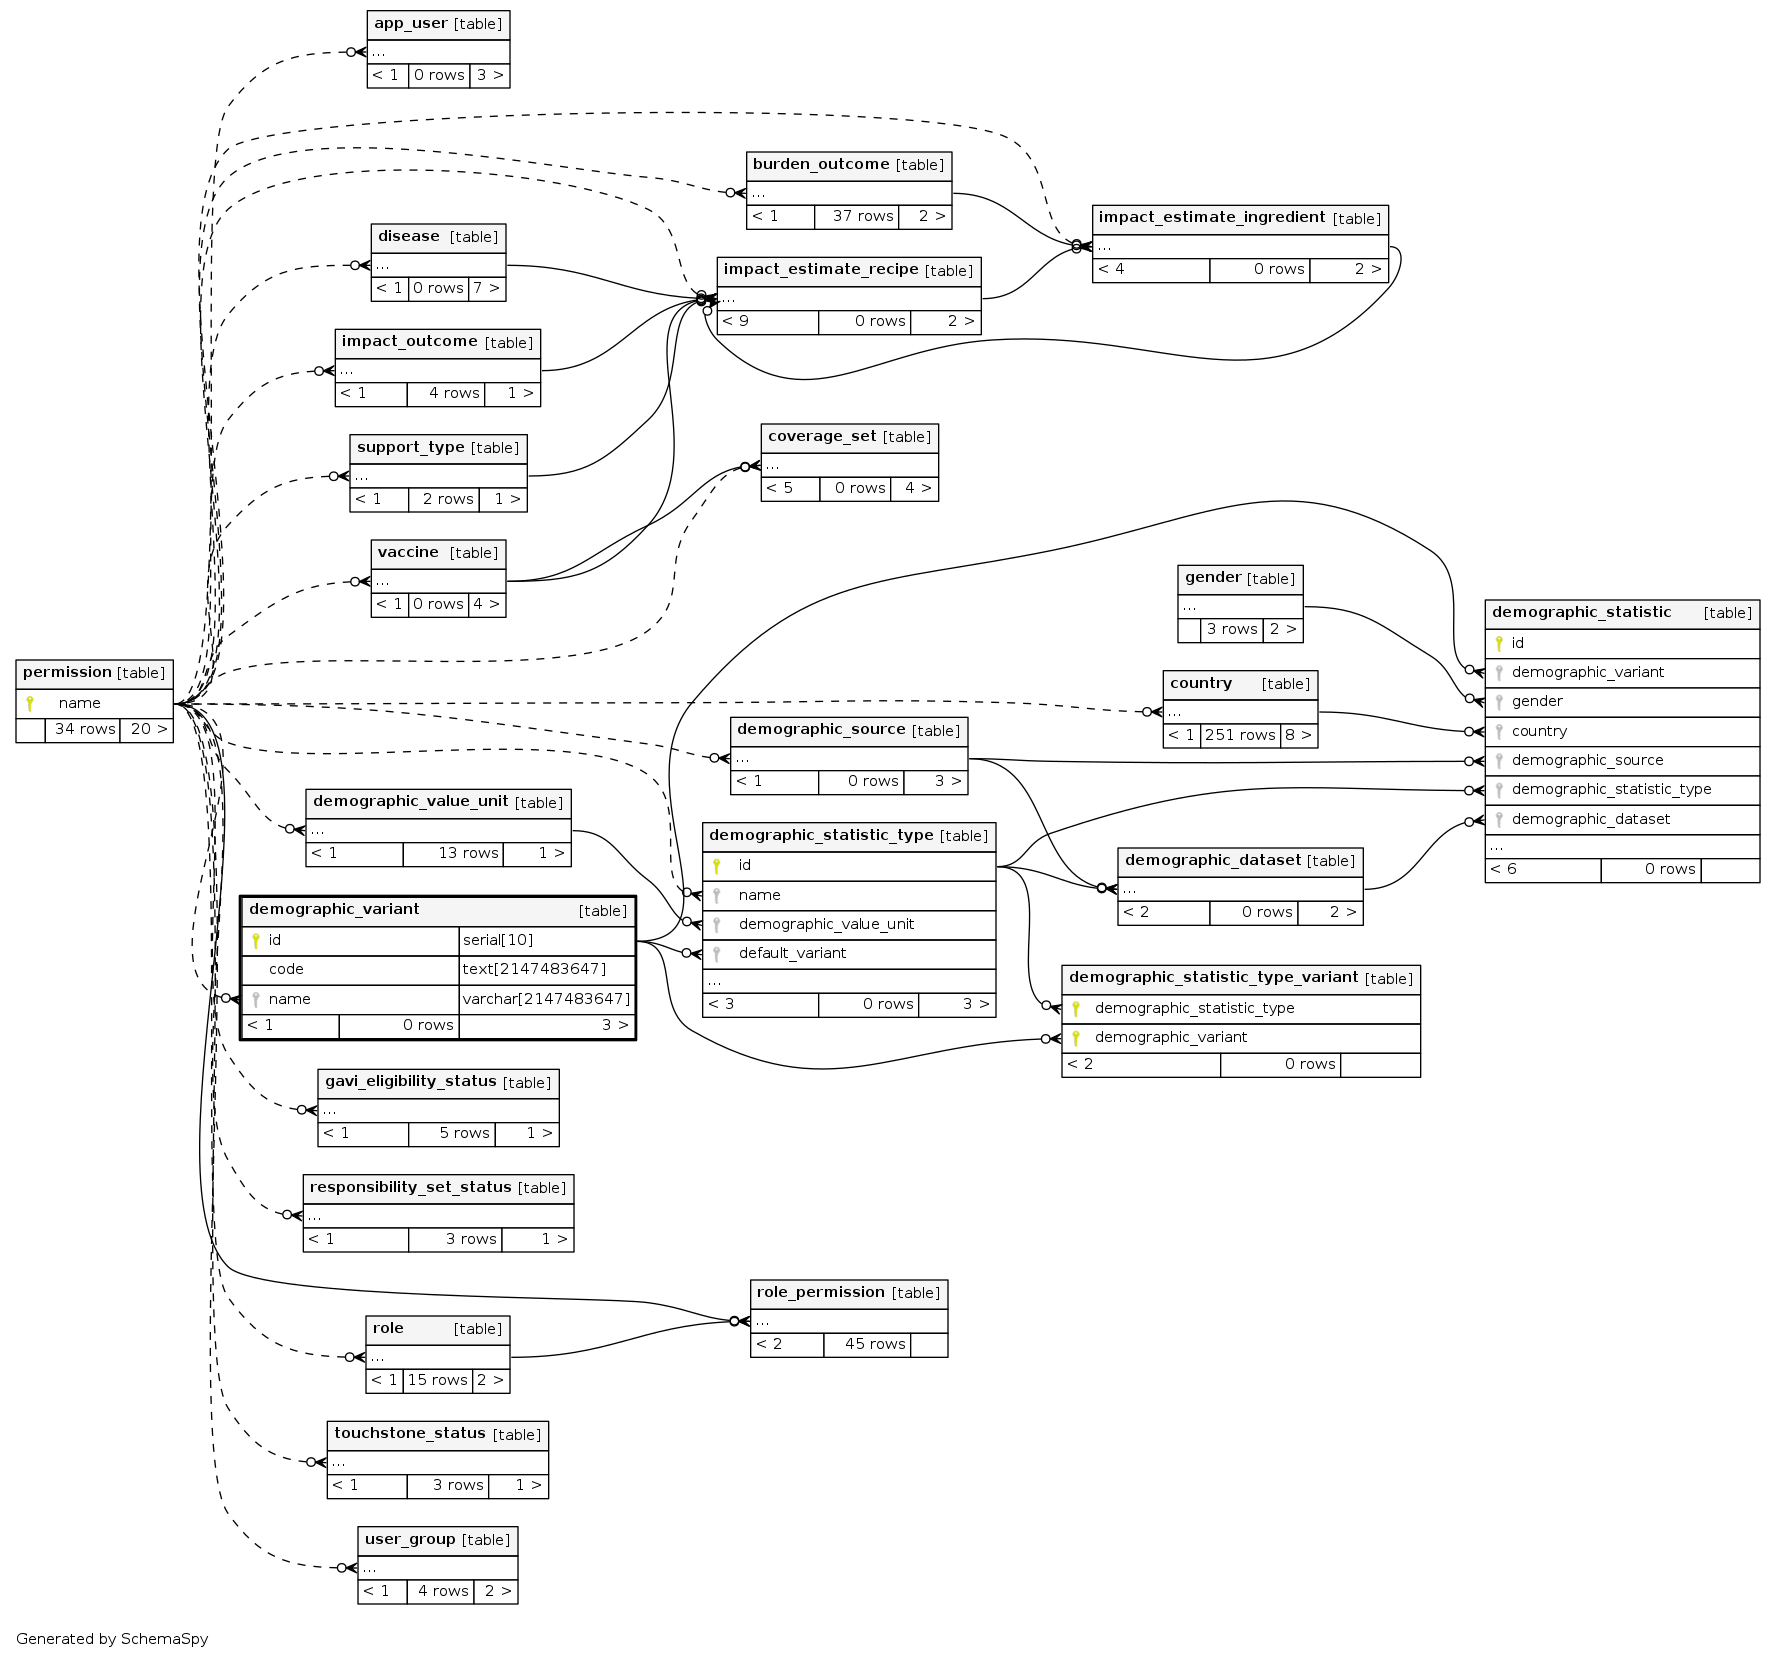 app_user [table]
...
< 1 0 rows 3 >
burden_outcome [table]
...
< 1 37 rows 2 >
impact_estimate_ingredient [table]
...
< 4 0 rows 2 >
disease [table]
...
< 1 0 rows 7 >
impact_estimate_recipe [table]
...
< 9 0 rows 2 >
impact_outcome [table]
...
< 1 4 rows 1 >
support_type [table]
...
< 1 2 rows 1 >
coverage_set [table]
...
< 5 0 rows 4 >
vaccine [table]
...
< 1 0 rows 4 >
gender [table]
...
3 rows 2 >
demographic_statistic [table]
id
demographic_variant
gender
country
demographic_source
demographic_statistic_type
demographic_dataset
...
< 6 0 rows
permission [table]
name
34 rows 20 >
country [table]
...
< 1 251 rows 8 >
demographic_source [table]
...
< 1 0 rows 3 >
demographic_value_unit [table]
...
< 1 13 rows 1 >
demographic_statistic_type [table]
id
name
demographic_value_unit
default_variant
...
< 3 0 rows 3 >
demographic_dataset [table]
...
< 2 0 rows 2 >
demographic_variant [table]
id serial[10]
code text[2147483647]
name varchar[2147483647]
< 1 0 rows 3 >
demographic_statistic_type_variant [table]
demographic_statistic_type
demographic_variant
< 2 0 rows
gavi_eligibility_status [table]
...
< 1 5 rows 1 >
responsibility_set_status [table]
...
< 1 3 rows 1 >
role_permission [table]
...
< 2 45 rows
role [table]
...
< 1 15 rows 2 >
touchstone_status [table]
...
< 1 3 rows 1 >
user_group [table]
...
< 1 4 rows 2 >
Generated by SchemaSpy